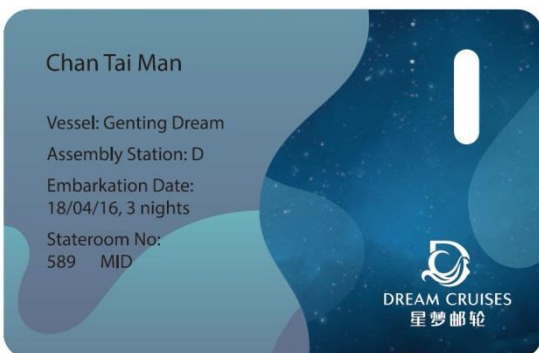 Chan Tai Man
Vessel: Genting Dream
Assembly Station: D
Embarkation Date:
18/04/16, 3 nights
Stateroom No:
589 MID
DREAM CRUISES
星梦邮轮